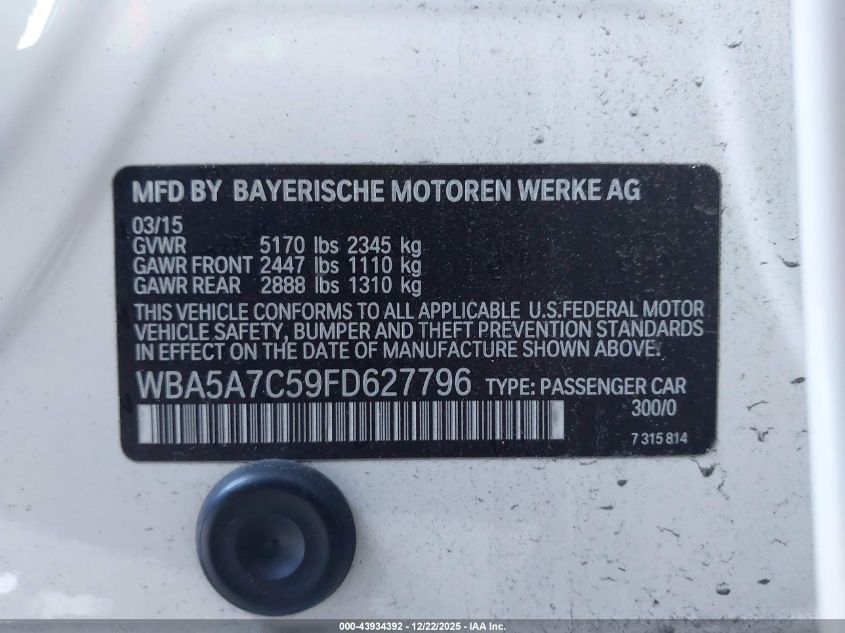 MFD BY BAYERISCHE MOTOREN WERKE AG
03/15
GVWR 5170 lbs 2345 kg
GAWR FRONT 2447 lbs 1110 kg
GAWR REAR 2888 lbs 1310 kg
THIS VEHICLE CONFORMS TO ALL APPLICABLE U.S.FEDERAL MOTOR
VEHICLE SAFETY, BUMPER AND THEFT PREVENTION STANDARDS
IN EFFECT ON THE DATE OF MANUFACTURE SHOWN ABOVE.
WBA5A7C59FD627796 TYPE: PASSENGER CAR
300/0
7 315 814
000-43934392 - 12/22/2025 - IAA Inc.